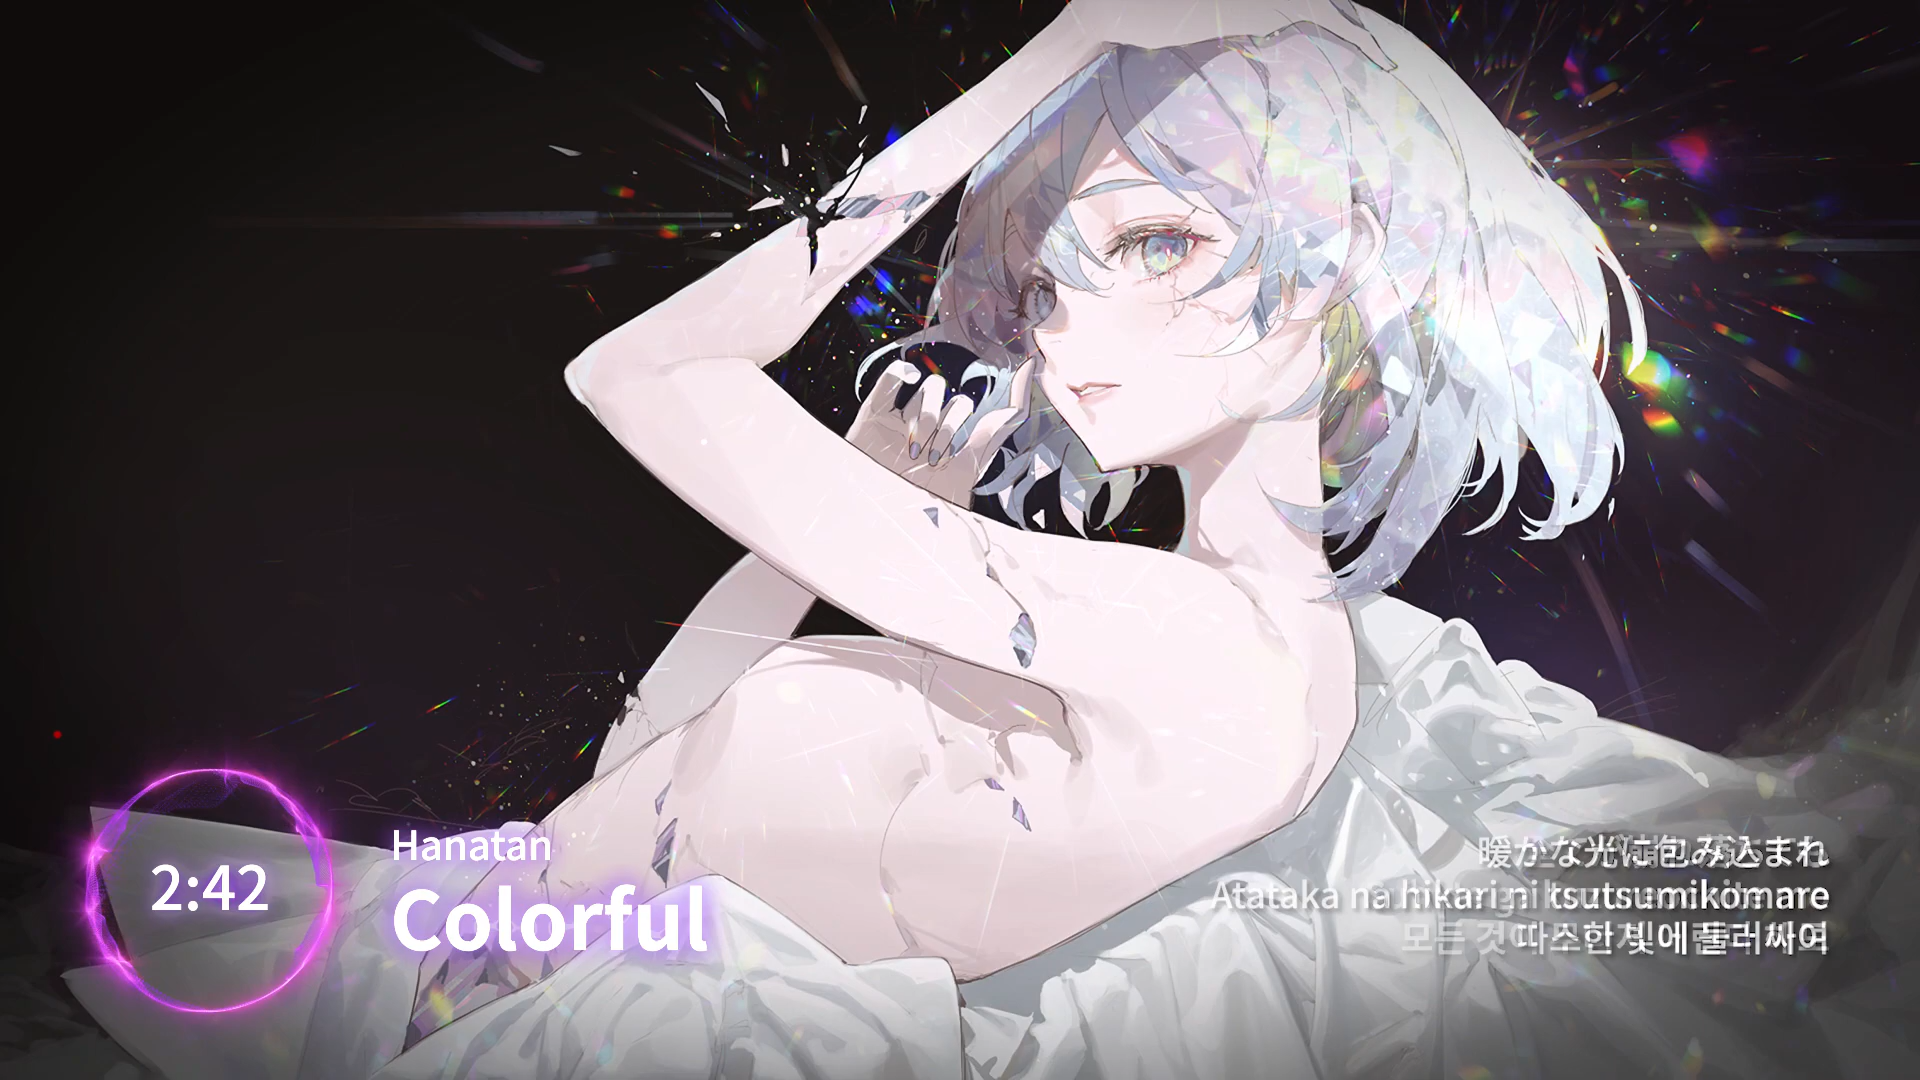 2:42
Hanatan
Colorful
暖かな光に包み込まれ
Atataka na hikari ni tsutsumikomare
따스한 빛에 둘러 싸여
모든 것